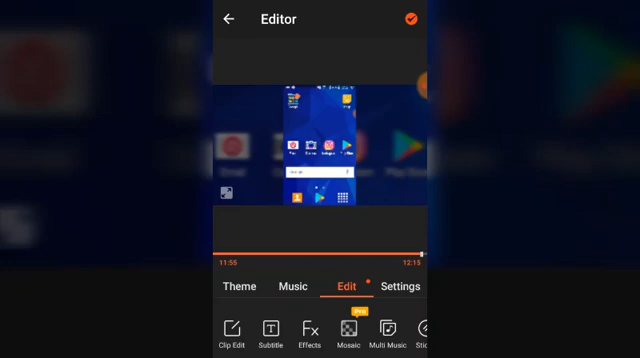 Editor
11:55 12:15
Theme Music Edit Settings
Pro
Clip Edit Subtitle Effects Mosaic Multi Music Stic